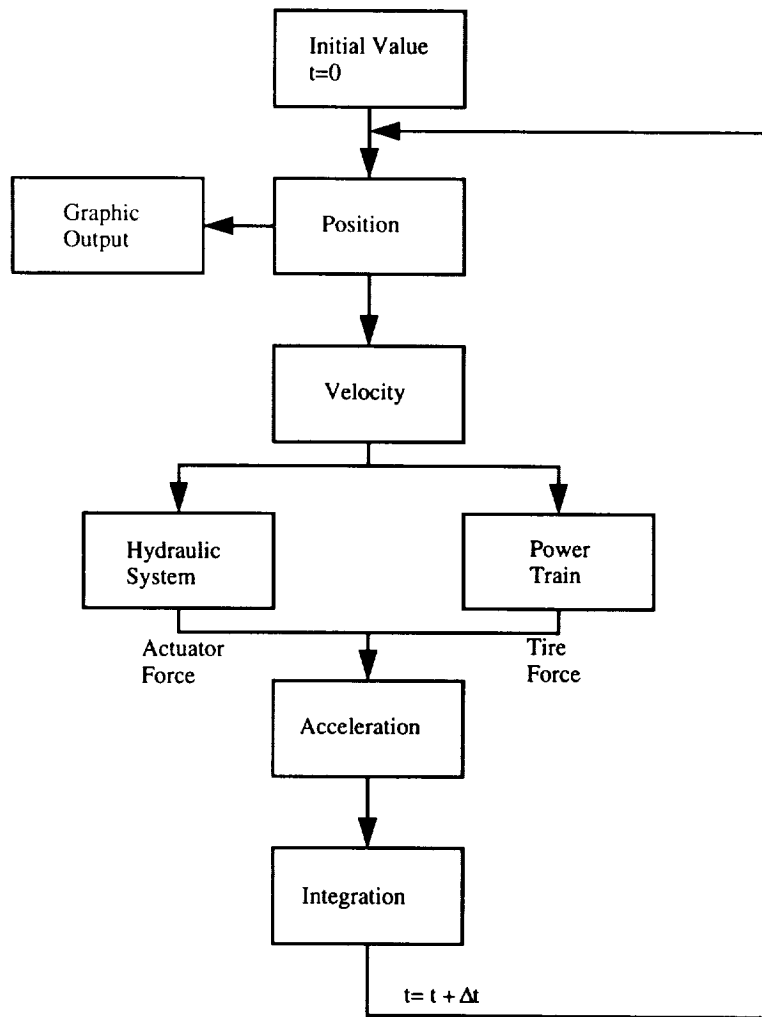 Initial Value
t=0
Graphic
Output
Position
Velocity
Hydraulic
System
Power
Train
Actuator
Force
Tire
Force
Acceleration
Integration
t= t + Δt